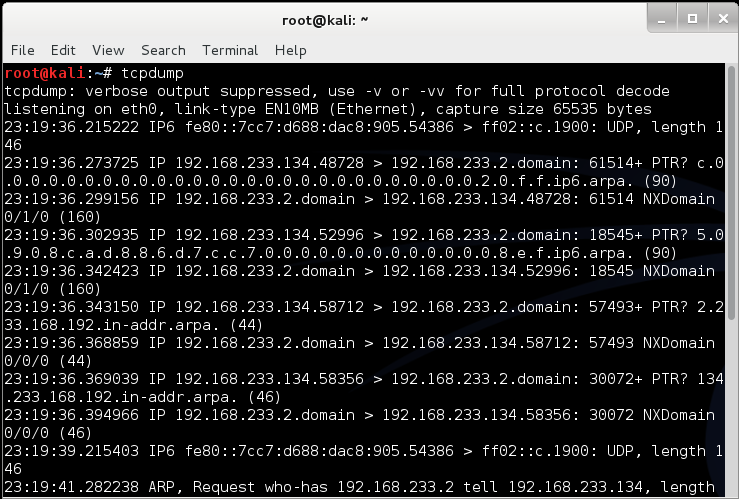 root@kali: ~
File Edit View Search Terminal Help
root@kali:~# tcpdump
tcpdump: verbose output suppressed, use -v or -vv for full protocol decode
listening on eth0, link-type EN10MB (Ethernet), capture size 65535 bytes
23:19:36.215222 IP6 fe80::7cc7:d688:dac8:905.54386 > ff02::c.1900: UDP, length 1
46
23:19:36.273725 IP 192.168.233.134.48728 > 192.168.233.2.domain: 61514+ PTR? c.0
.0.0.0.0.0.0.0.0.0.0.0.0.0.0.0.0.0.0.0.0.0.0.0.0.0.0.2.0.f.f.ip6.arpa. (90)
23:19:36.299156 IP 192.168.233.2.domain > 192.168.233.134.48728: 61514 NXDomain
0/1/0 (160)
23:19:36.302935 IP 192.168.233.134.52996 > 192.168.233.2.domain: 18545+ PTR? 5.0
.9.0.8.c.a.d.8.8.6.d.7.c.c.7.0.0.0.0.0.0.0.0.0.0.0.0.0.8.e.f.ip6.arpa. (90)
23:19:36.342423 IP 192.168.233.2.domain > 192.168.233.134.52996: 18545 NXDomain
0/1/0 (160)
23:19:36.343150 IP 192.168.233.134.58712 > 192.168.233.2.domain: 57493+ PTR? 2.2
33.168.192.in-addr.arpa. (44)
23:19:36.368859 IP 192.168.233.2.domain > 192.168.233.134.58712: 57493 NXDomain
0/0/0 (44)
23:19:36.369039 IP 192.168.233.134.58356 > 192.168.233.2.domain: 30072+ PTR? 134
.233.168.192.in-addr.arpa. (46)
23:19:36.394966 IP 192.168.233.2.domain > 192.168.233.134.58356: 30072 NXDomain
0/0/0 (46)
23:19:39.215403 IP6 fe80::7cc7:d688:dac8:905.54386 > ff02::c.1900: UDP, length 1
46
23:19:41.282238 ARP, Request who-has 192.168.233.2 tell 192.168.233.134, length